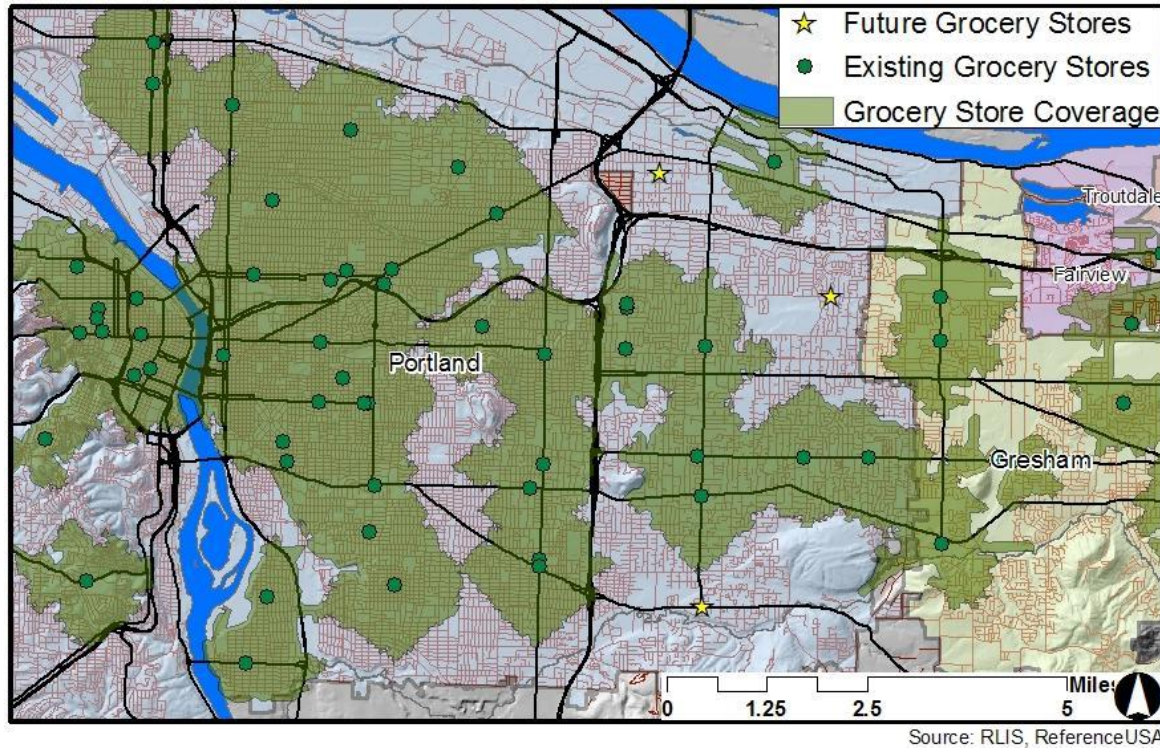 Future Grocery Stores
Existing Grocery Stores
Grocery Store Coverage
Troutdale
Fairview
Portland
Gresham
Miles
0 1.25 2.5 5
Source: RLIS, ReferenceUSA